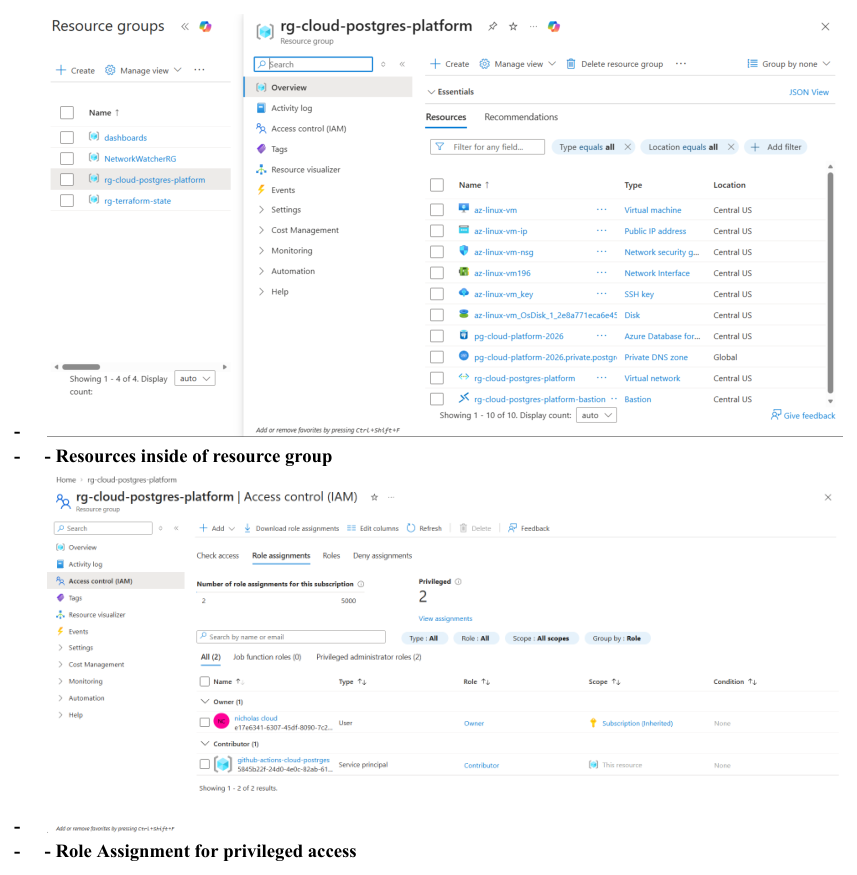 Resource groups «
rg-cloud-postgres-platform
Resource group
Create Manage view ···
Search
Create Manage view Delete resource group ··· Group by none
Overview
Essentials JSON View
Name ↑
Activity log
Resources Recommendations
Access control (IAM)
dashboards
Tags
Filter for any field... Type equals all × Location equals all × Add filter
NetworkWatcherRG
Resource visualizer
rg-cloud-postgres-platform
Events
Name ↑ Type Location
rg-terraform-state
Settings
az-linux-vm ··· Virtual machine Central US
Cost Management
az-linux-vm-ip ··· Public IP address Central US
Monitoring
az-linux-vm-nsg ··· Network security g... Central US
Automation
az-linux-vm196 ··· Network Interface Central US
Help
az-linux-vm_key ··· SSH key Central US
az-linux-vm_OsDisk_1_2e8a771eca6e45 Disk Central US
pg-cloud-platform-2026 ··· Azure Database for... Central US
pg-cloud-platform-2026.private.postgr Private DNS zone Global
rg-cloud-postgres-platform ··· Virtual network Central US
rg-cloud-postgres-platform-bastion ·· Bastion Central US
Showing 1 - 4 of 4. Display count: auto
Showing 1 - 10 of 10. Display count: auto Give feedback
Add or remove favorites by pressing Ctrl+Shift+F
-
- - Resources inside of resource group
Home > rg-cloud-postgres-platform
rg-cloud-postgres-platform | Access control (IAM) ☆ ···
Resource group
Search
Add Download role assignments Edit columns Refresh Delete Feedback
Overview
Activity log
Access control (IAM)
Tags
Resource visualizer
Events
Settings
Cost Management
Monitoring
Automation
Help
Check access Role assignments Roles Deny assignments
Number of role assignments for this subscription Privileged
2 5000 2
View assignments
Search by name or email Type : All Role : All Scope : All scopes Group by : Role
All (2) Job function roles (0) Privileged administrator roles (2)
Name ↑↓ Type ↑↓ Role ↑↓ Scope ↑↓ Condition ↑↓
Owner (1)
NC nicholas cloud User Owner Subscription (Inherited) None
e17e6341-6307-45df-8090-7c2...
Contributor (1)
github-actions-cloud-postrges Service principal Contributor This resource None
5845b22f-24d0-4e0c-82ab-61...
Showing 1 - 2 of 2 results.
- Add or remove favorites by pressing Ctrl+Shift+F
- - Role Assignment for privileged access